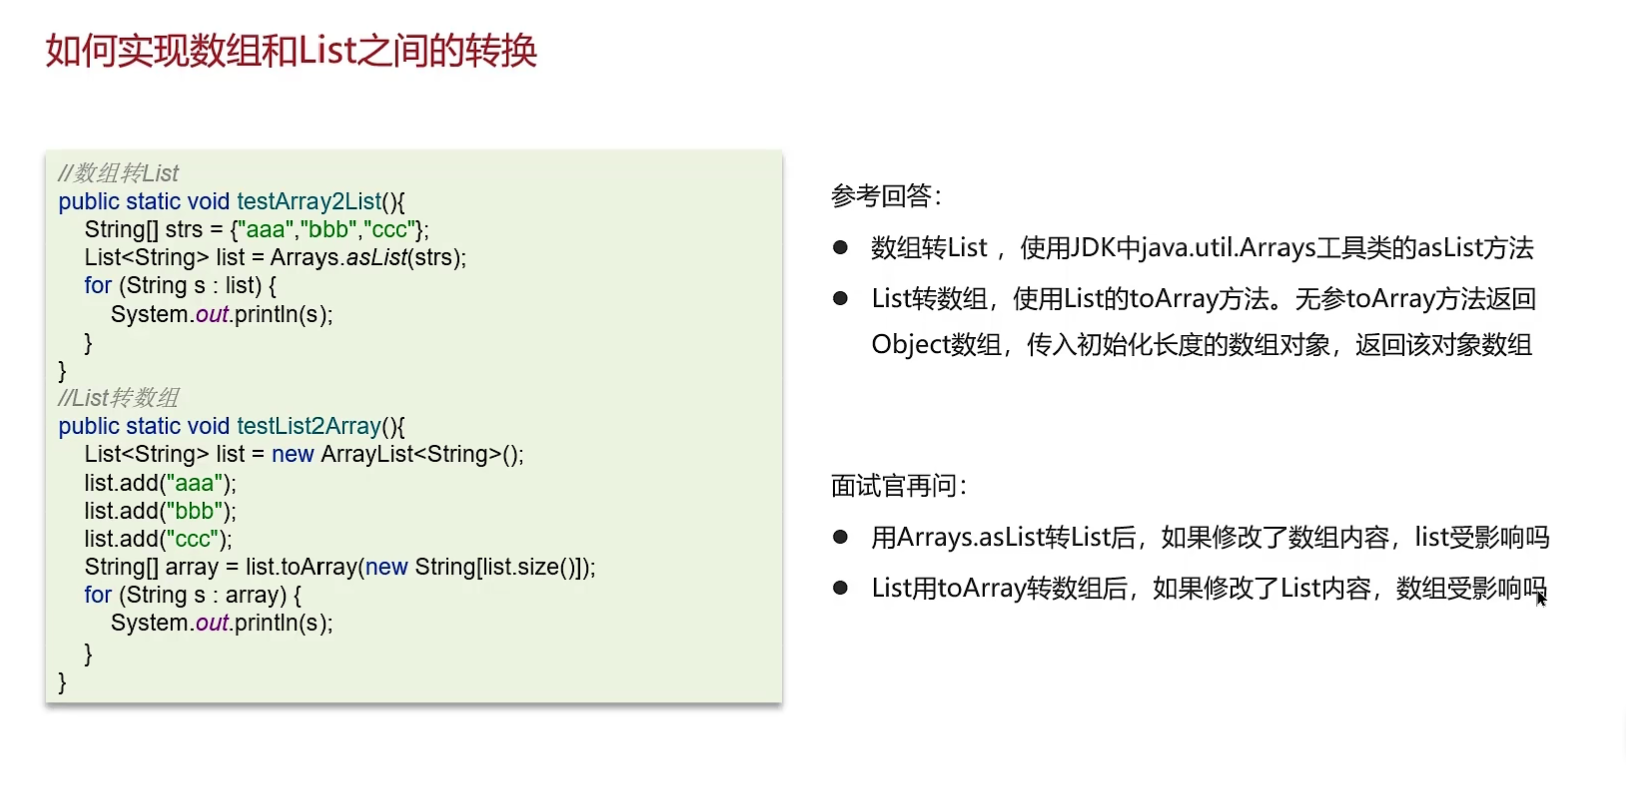 如何实现数组和List之间的转换
//数组转List
public static void testArray2List(){
String[] strs = {"aaa","bbb","ccc"};
List<String> list = Arrays.asList(strs);
for (String s : list) {
System.out.println(s);
}
}
//List转数组
public static void testList2Array(){
List<String> list = new ArrayList<String>();
list.add("aaa");
list.add("bbb");
list.add("ccc");
String[] array = list.toArray(new String[list.size()]);
for (String s : array) {
System.out.println(s);
}
}
参考回答：
● 数组转List ，使用JDK中java.util.Arrays工具类的asList方法
● List转数组，使用List的toArray方法。无参toArray方法返回
Object数组，传入初始化长度的数组对象，返回该对象数组
面试官再问：
● 用Arrays.asList转List后，如果修改了数组内容，list受影响吗
● List用toArray转数组后，如果修改了List内容，数组受影响吗